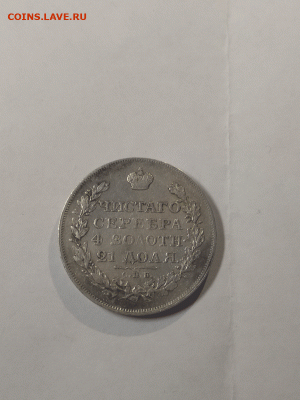 COINS.LAVE.RU
ЧИСТАГО
СЕРЕБРА
4 ЗОЛОТН.
21 ДОЛЯ.
С.П.Б.